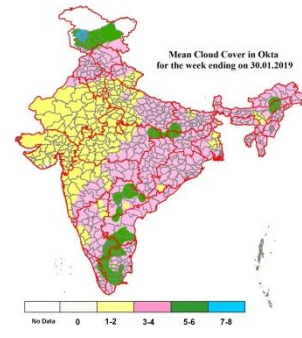 Mean Cloud Cover in Okta
for the week ending on 30.01.2019
No Data 0 1-2 3-4 5-6 7-8